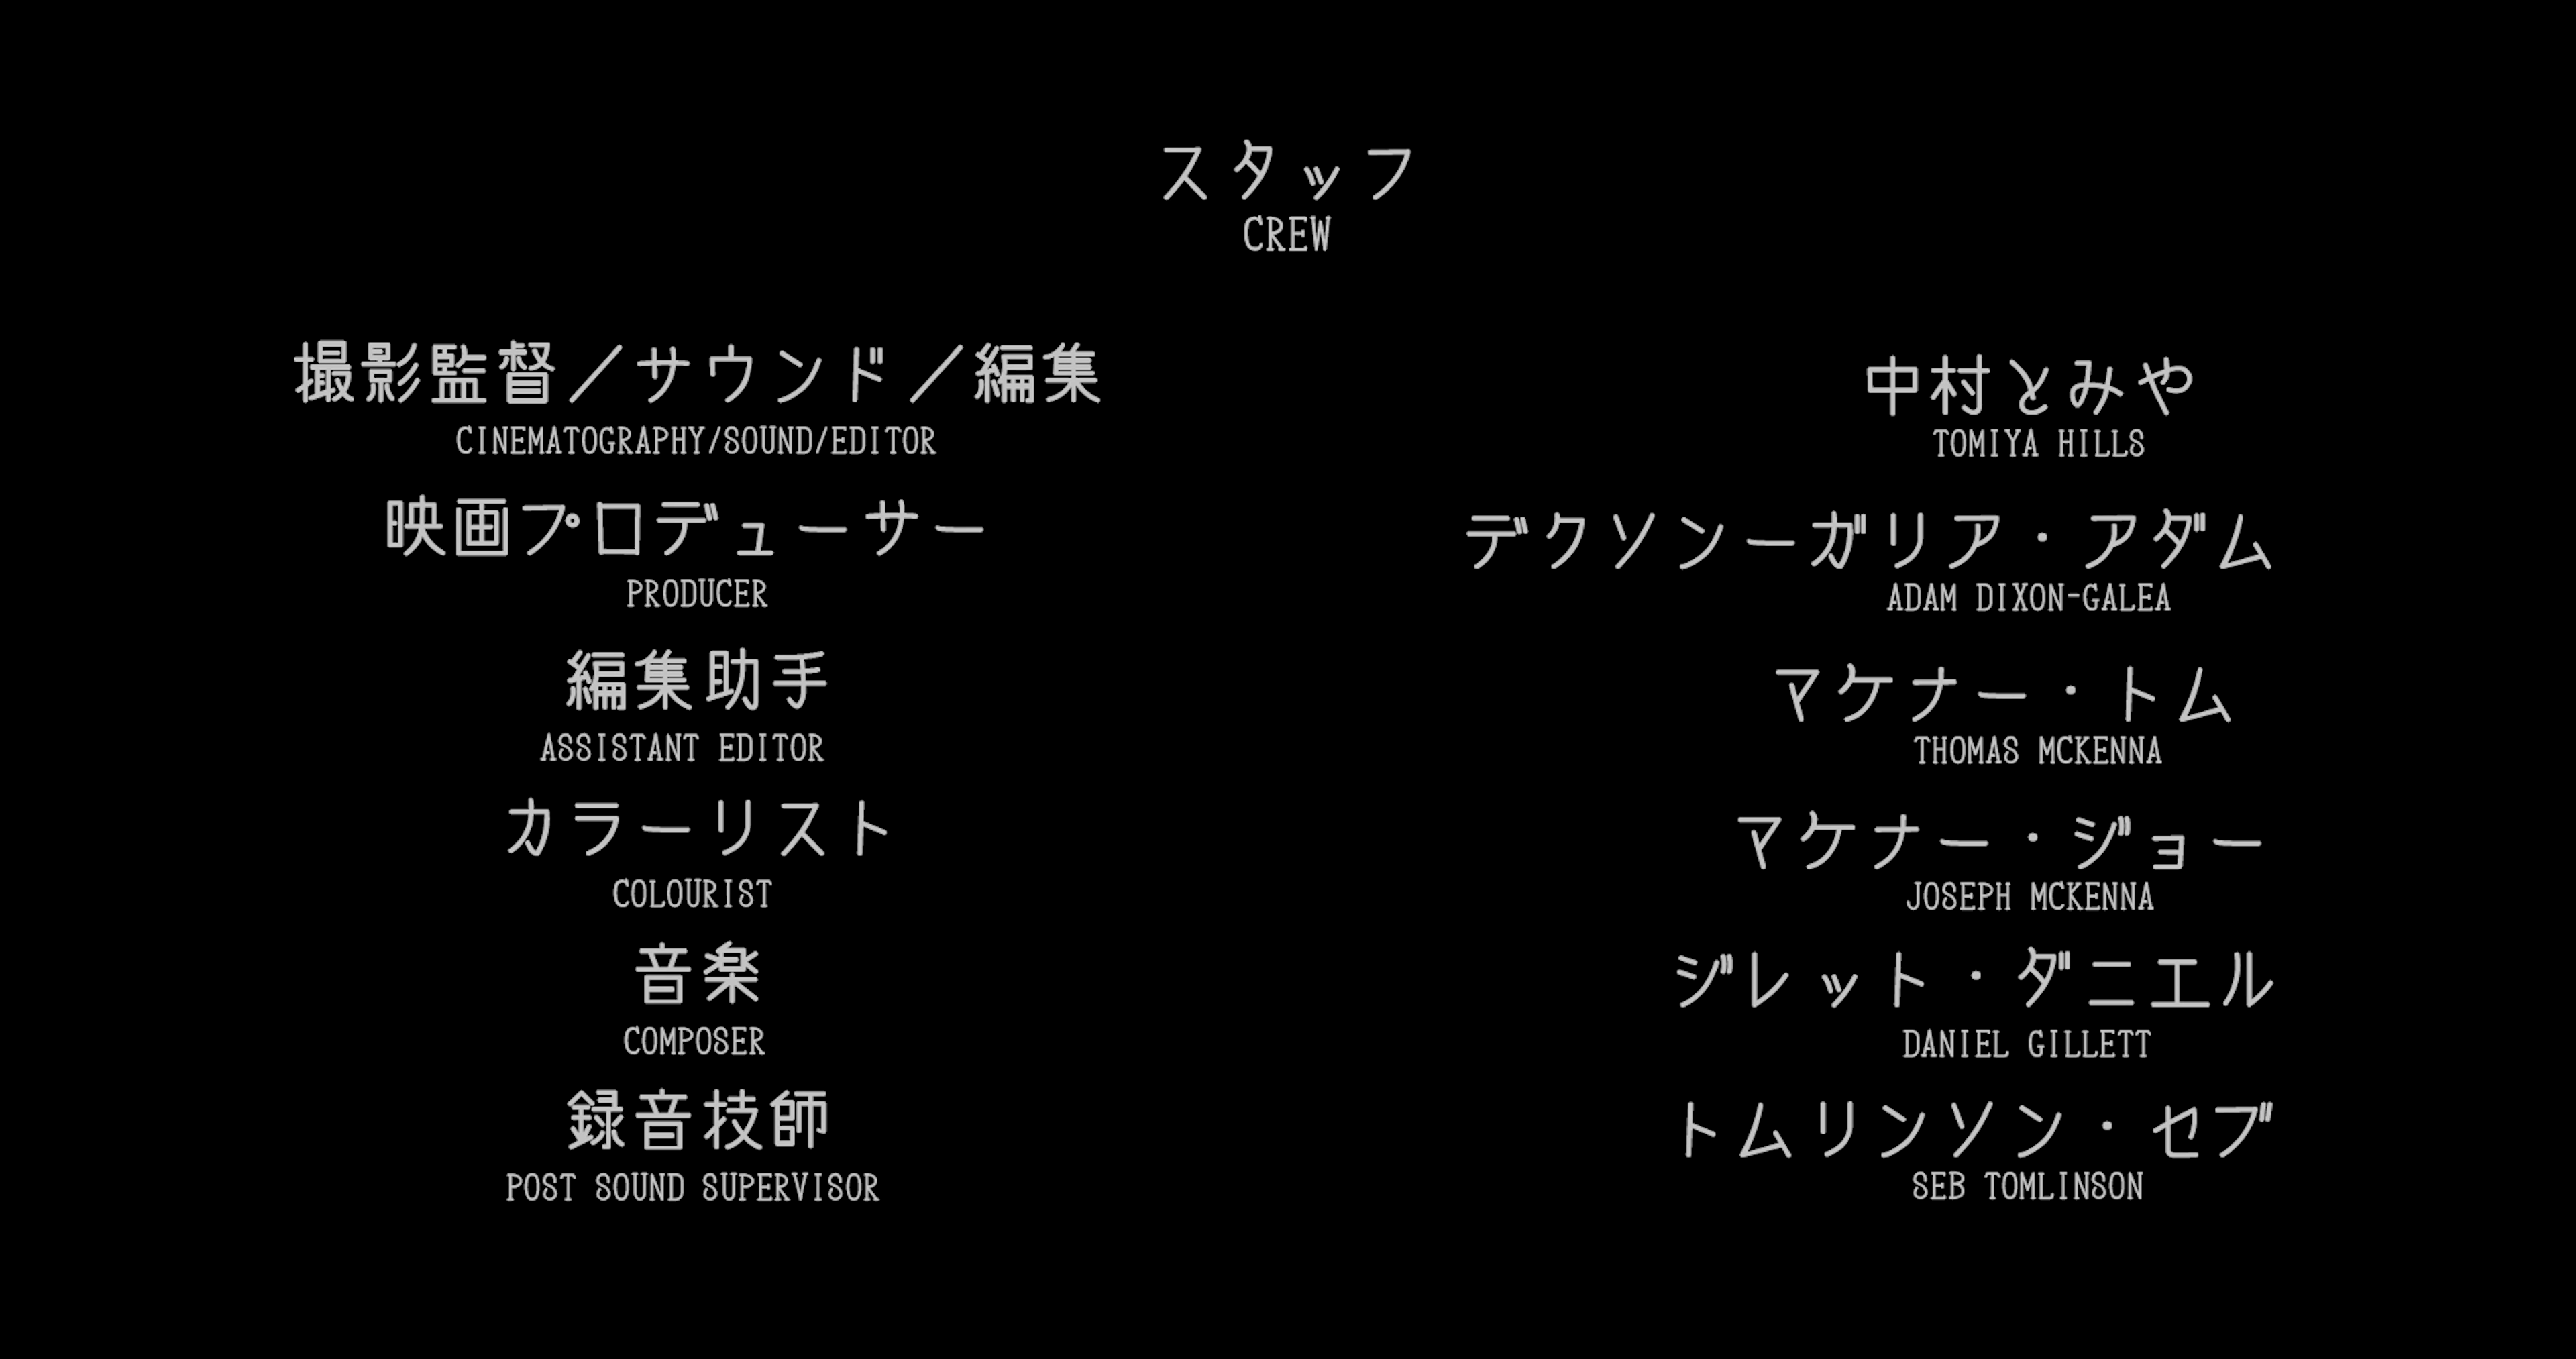 スタッフ
CREW
撮影監督／サウンド／編集
CINEMATOGRAPHY/SOUND/EDITOR
中村とみや
TOMIYA HILLS
映画プロデューサー
PRODUCER
デクソンーガリア・アダム
ADAM DIXON-GALEA
編集助手
ASSISTANT EDITOR
マケナー・トム
THOMAS MCKENNA
カラーリスト
COLOURIST
マケナー・ジョー
JOSEPH MCKENNA
音楽
COMPOSER
ジレット・ダニエル
DANIEL GILLETT
録音技師
POST SOUND SUPERVISOR
トムリンソン・セブ
SEB TOMLINSON